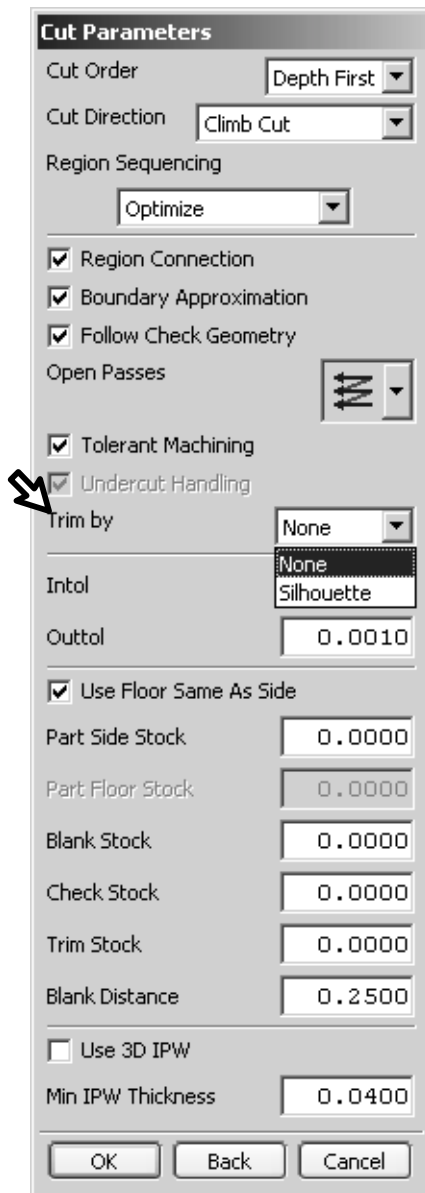 Cut Parameters
Cut Order Depth First
Cut Direction Climb Cut
Region Sequencing
Optimize
Region Connection
Boundary Approximation
Follow Check Geometry
Open Passes
Tolerant Machining
Undercut Handling
Trim by None
None
Intol Silhouette
Outtol 0.0010
Use Floor Same As Side
Part Side Stock 0.0000
Part Floor Stock 0.0000
Blank Stock 0.0000
Check Stock 0.0000
Trim Stock 0.0000
Blank Distance 0.2500
Use 3D IPW
Min IPW Thickness 0.0400
OK Back Cancel